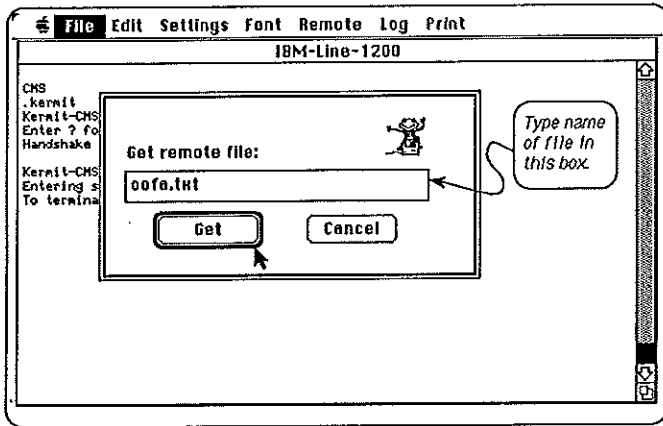 File Edit Settings Font Remote Log Print
IBM-Line-1200
CMS
.kermit
Kermit-CMS
Enter ? fo
Handshake
Kermit-CMS
Entering s
To termina
Get remote file:
oofa.txt
Get
Cancel
Type name
of file in
this box.